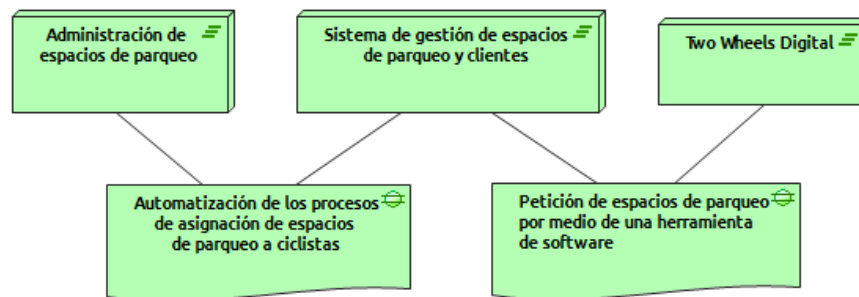 Administración de
espacios de parqueo
Sistema de gestión de espacios
de parqueo y clientes
Two Wheels Digital
Automatización de los procesos
de asignación de espacios
de parqueo a ciclistas
Petición de espacios de parqueo
por medio de una herramienta
de software